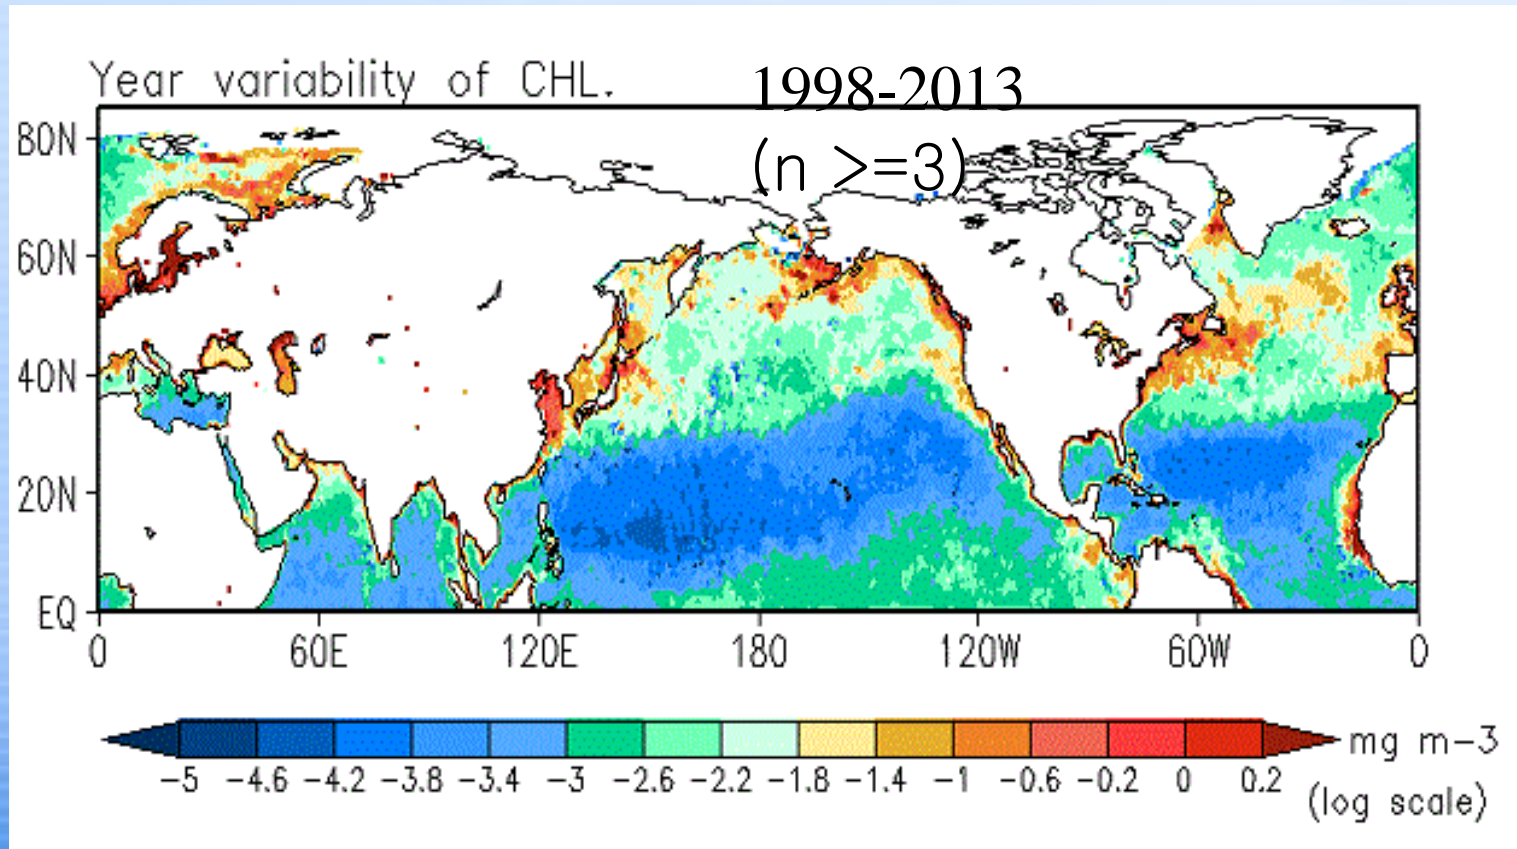 Year variability of CHL.
1998-2013
(n >=3)
80N
60N
40N
20N
EQ
0 60E 120E 180 120W 60W 0
-5 -4.6 -4.2 -3.8 -3.4 -3 -2.6 -2.2 -1.8 -1.4 -1 -0.6 -0.2 0 0.2
mg m-3
(log scale)